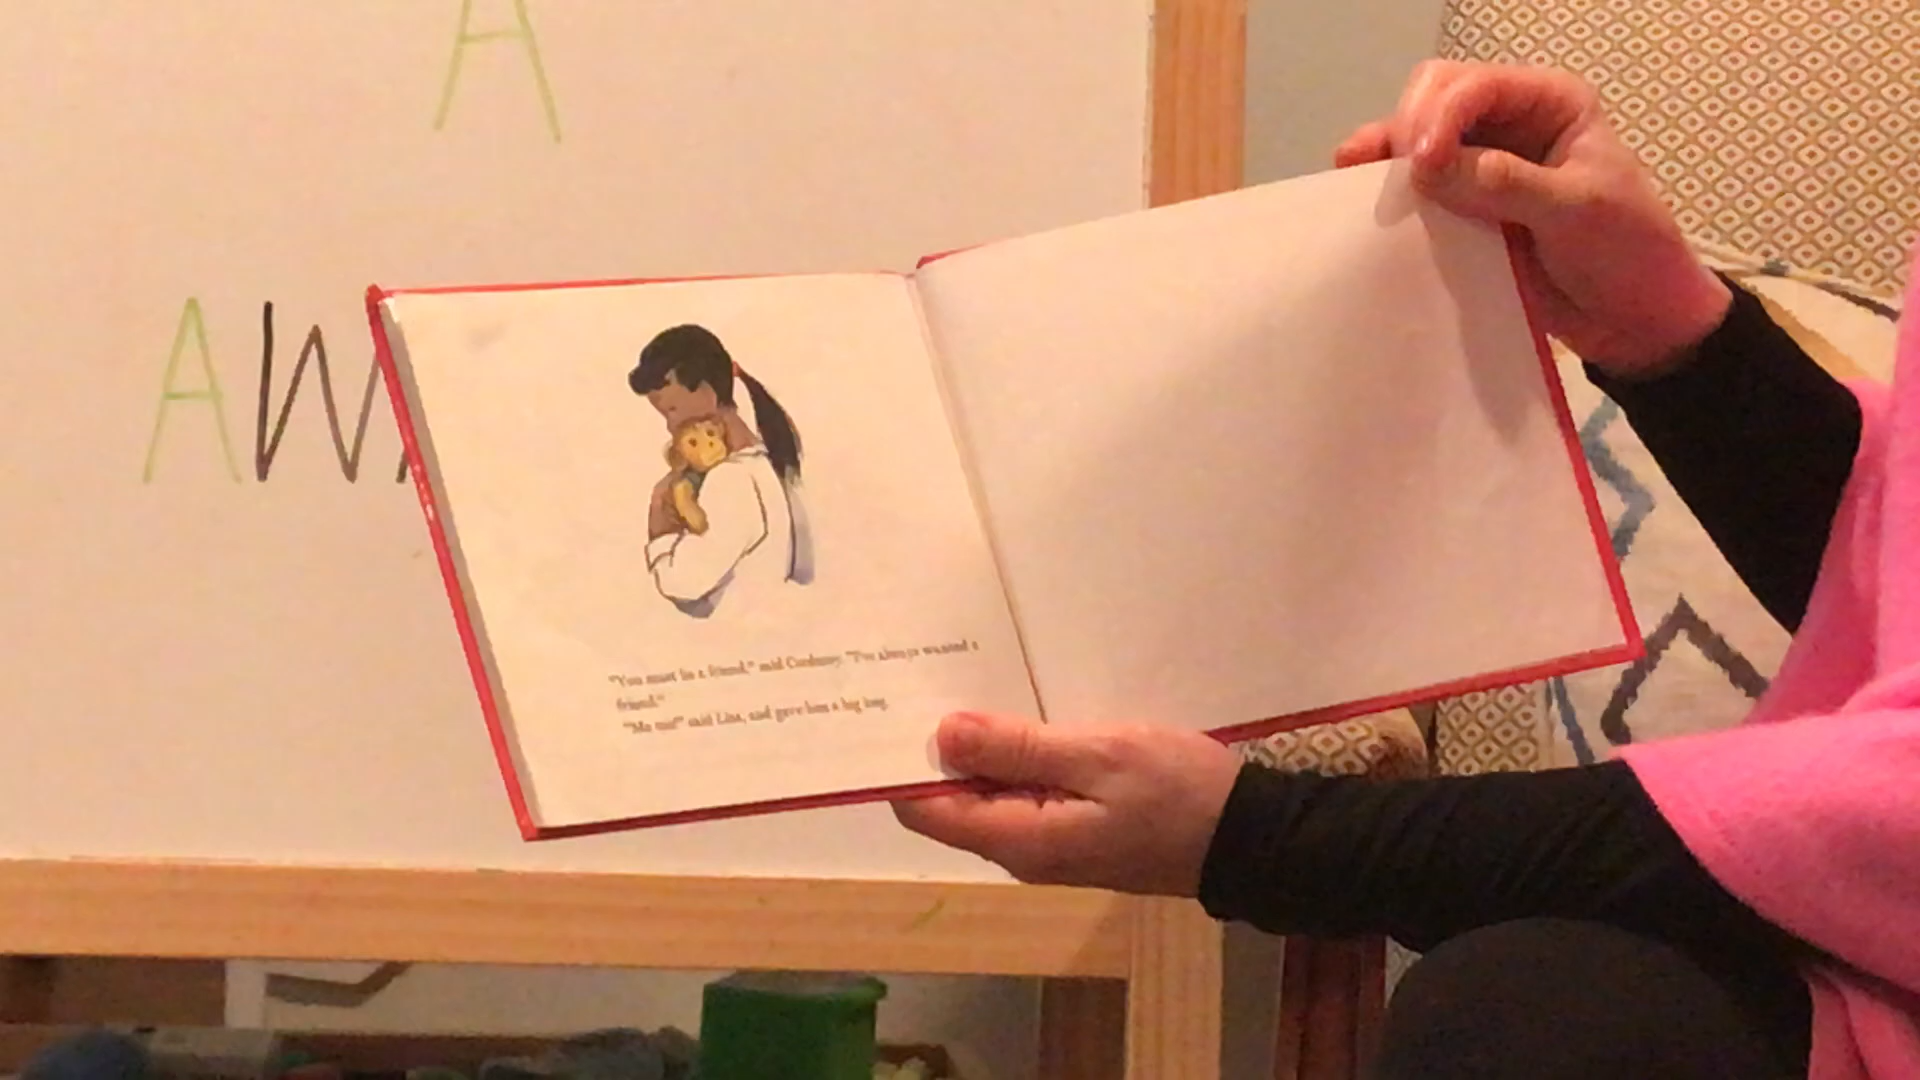 A
AW
"You must be a friend," said Corduroy. "I've always wanted a
friend."
"Me too!" said Lisa, and gave him a big hug.